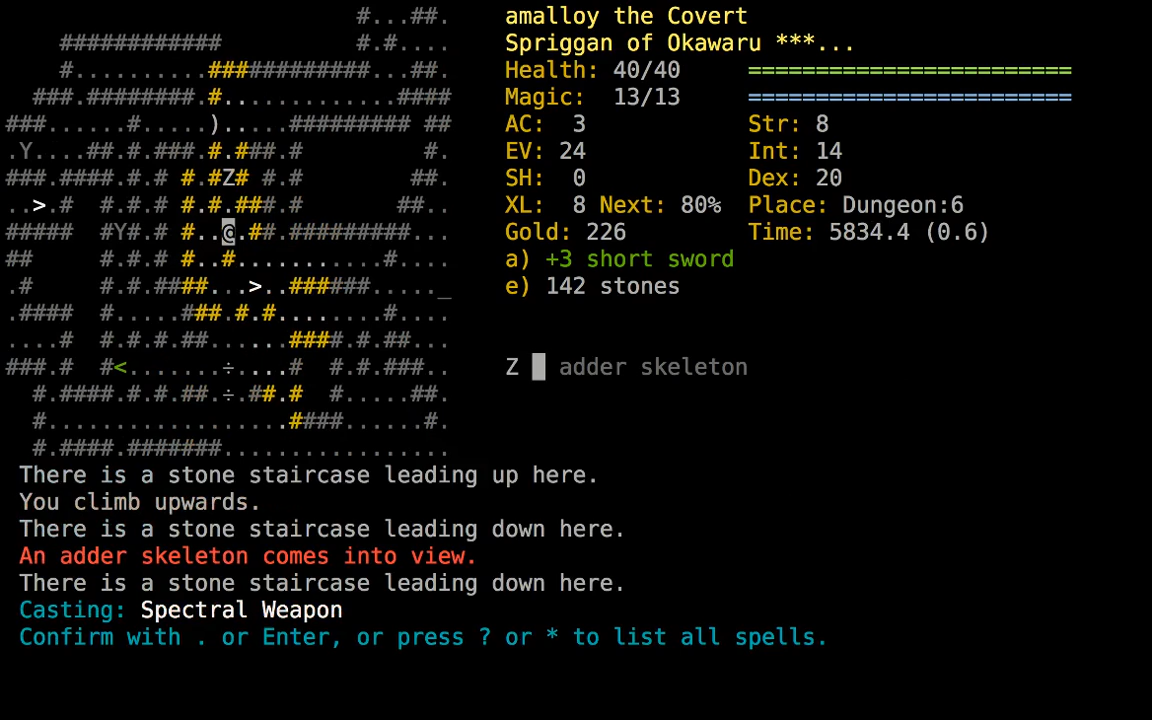 #...##.    amalloy the Covert
    ############          #.#....    Spriggan of Okawaru ***...
    #..........###########...##.    Health: 40/40     ========================
  ###.########.#.............####    Magic:  13/13     ========================
###......#.....).....######### ##    AC:  3            Str: 8
.Y....##.#.###.#.###.#         #.    EV: 24            Int: 14
###.####.#.# #.#Z# #.#        ##.    SH:  0            Dex: 20
..>.#  #.#.# #.#.##.#        ##..    XL:  8 Next: 80%  Place: Dungeon:6
#####  #Y#.# #..@.##.#########...    Gold: 226         Time: 5834.4 (0.6)
##     #.#.# #..#...........#....    a) +3 short sword
.#     #.#.####...>..######....._    e) 142 stones
.####  #.#.....##.#.#........#...
....#  #.#.#.##......###.#.##...
###.#  #<.......÷....#  #.#.###..    Z █ adder skeleton
  #.####.#.#.##.÷.##.#  #.....##.
  #..................####......#.
  #.####.#######.................
There is a stone staircase leading up here.
You climb upwards.
There is a stone staircase leading down here.
An adder skeleton comes into view.
There is a stone staircase leading down here.
Casting: Spectral Weapon
Confirm with . or Enter, or press ? or * to list all spells.